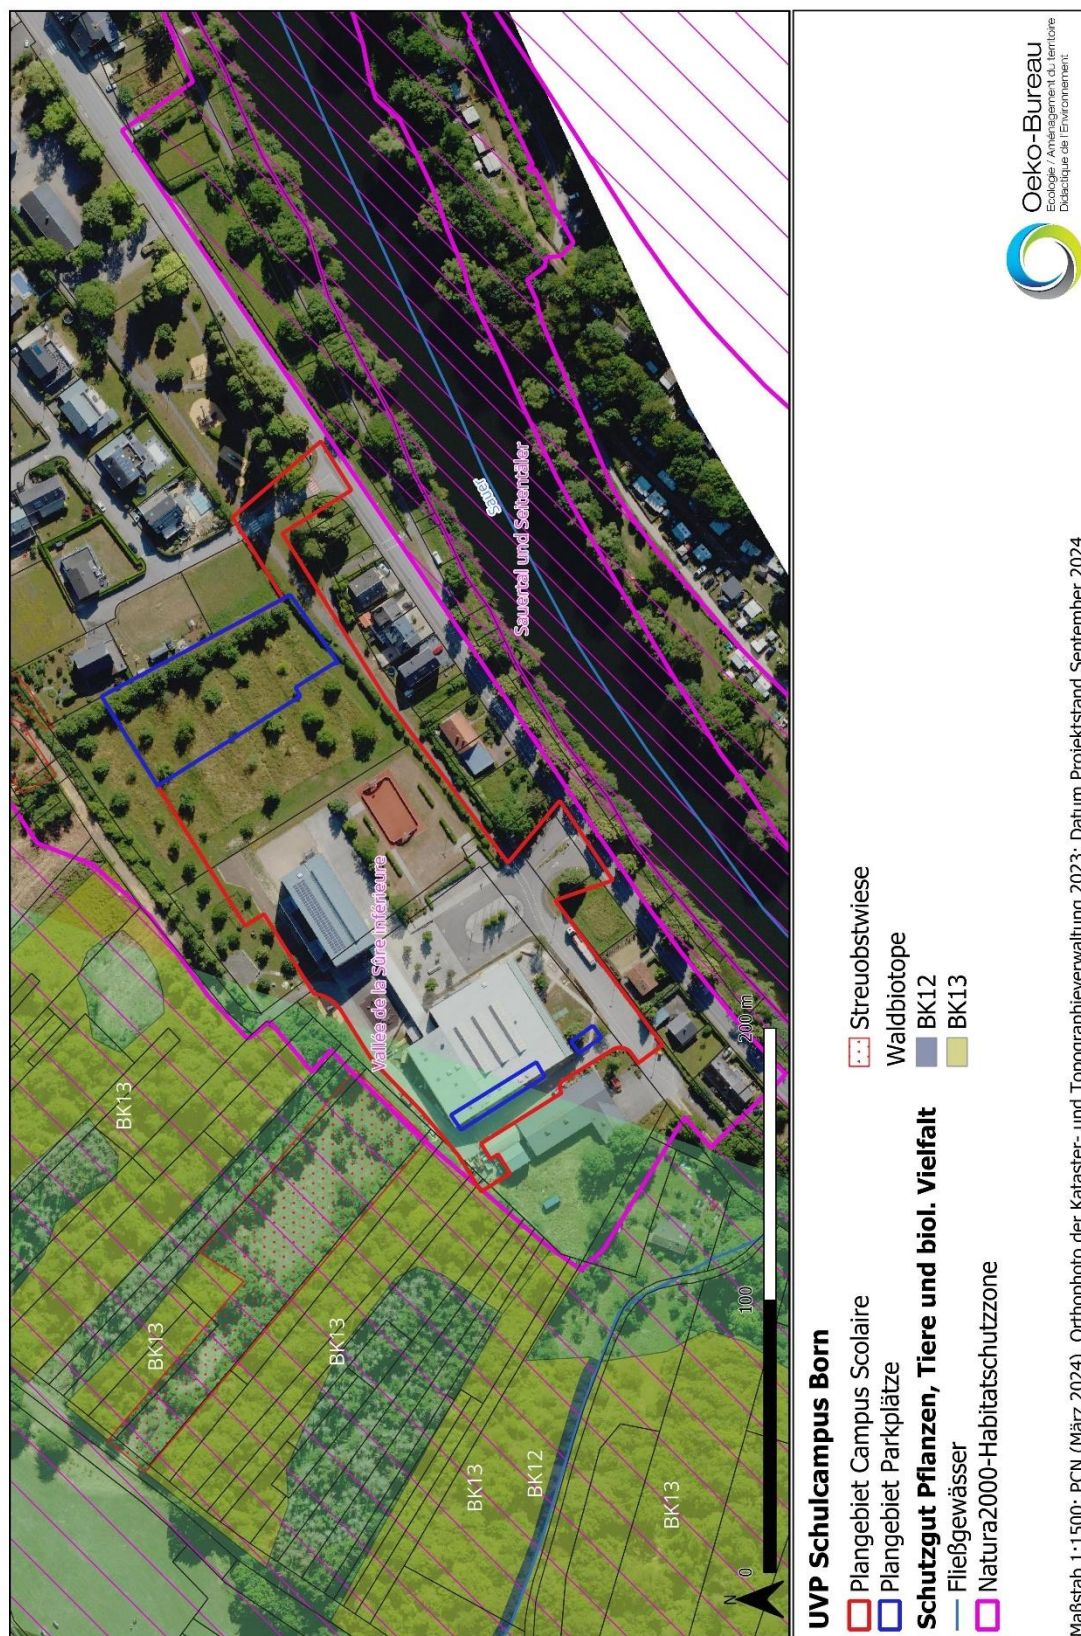 Sauer
Sauertal und Seitentäler
Vallée de la Sûre inférieure
BK13
BK13
BK13
BK13
BK12
BK13
N
0
100
200 m
UVP Schulcampus Born
Plangebiet Campus Scolaire
Plangebiet Parkplätze
Schutzgut Pflanzen, Tiere und biol. Vielfalt
Fließgewässer
Natura2000-Habitatschutzzone
Streuobstwiese
Waldbiotope
BK12
BK13
Oeko-Bureau
Ecologie / Aménagement du territoire
Didactique de l'Environnement
Maßstab 1:1500; PCN (März 2024), Orthophoto der Kataster- und Topographieverwaltung 2023; Datum Projektstand September 2024